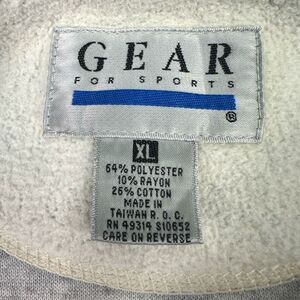 GEAR
FOR SPORTS
®
XL
64% POLYESTER
10% RAYON
26% COTTON
MADE IN
TAIWAN R.O.C.
RN 49314 S10652
CARE ON REVERSE